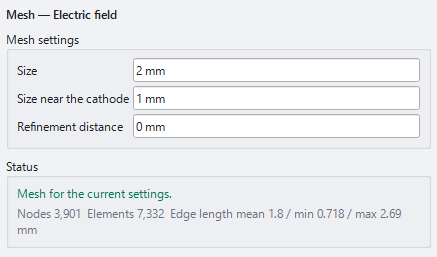 Mesh — Electric field
Mesh settings
Size 2 mm
Size near the cathode 1 mm
Refinement distance 0 mm
Status
Mesh for the current settings.
Nodes 3,901 Elements 7,332 Edge length mean 1.8 / min 0.718 / max 2.69
mm